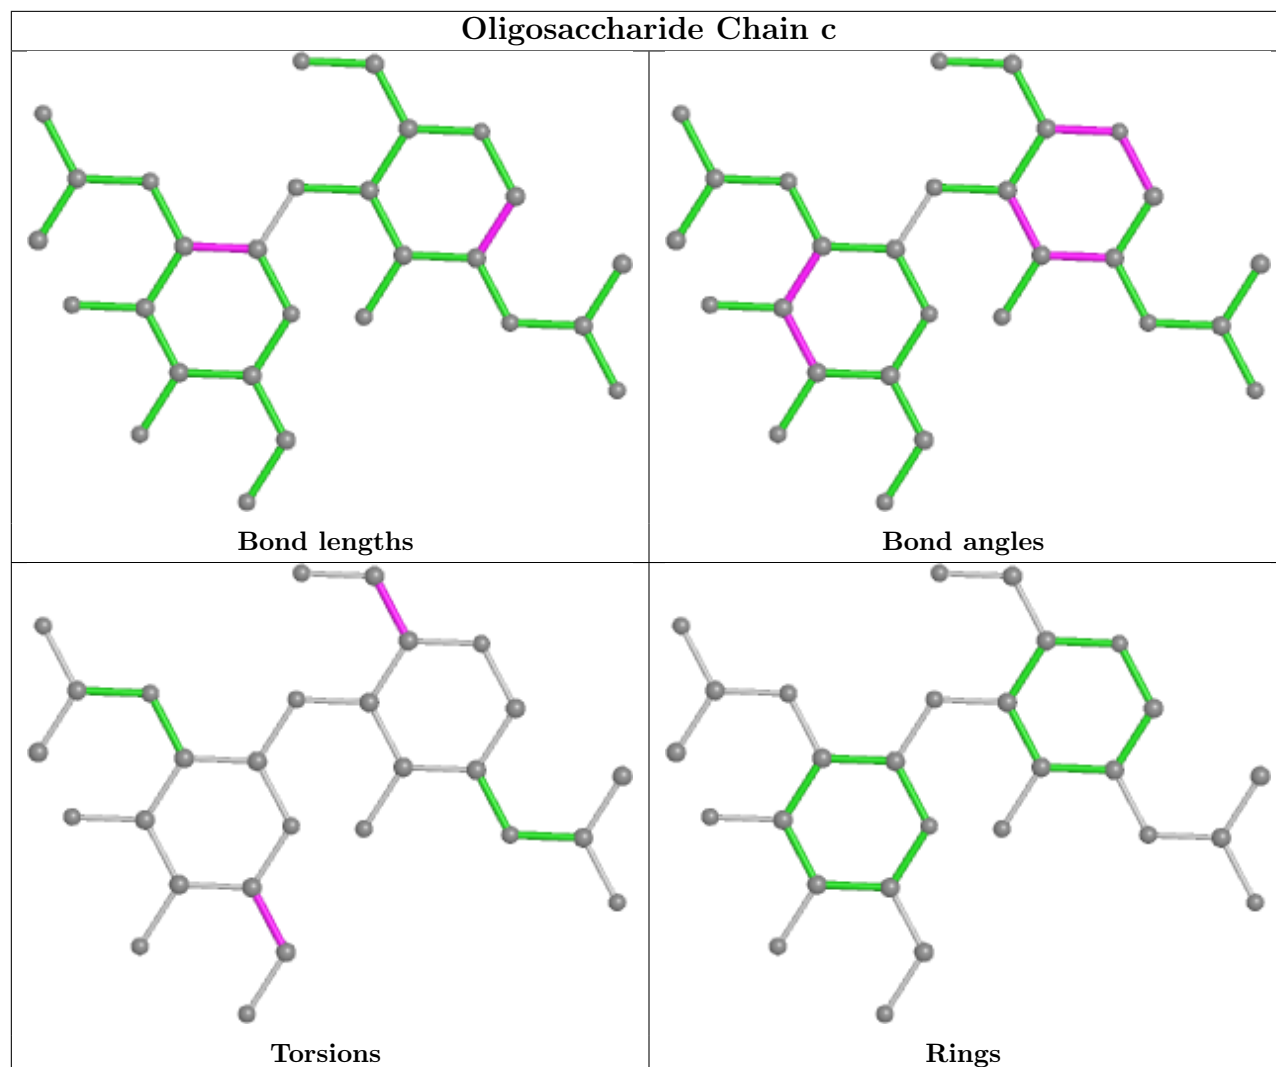 Oligosaccharide Chain c
Bond lengths
Bond angles
Torsions
Rings